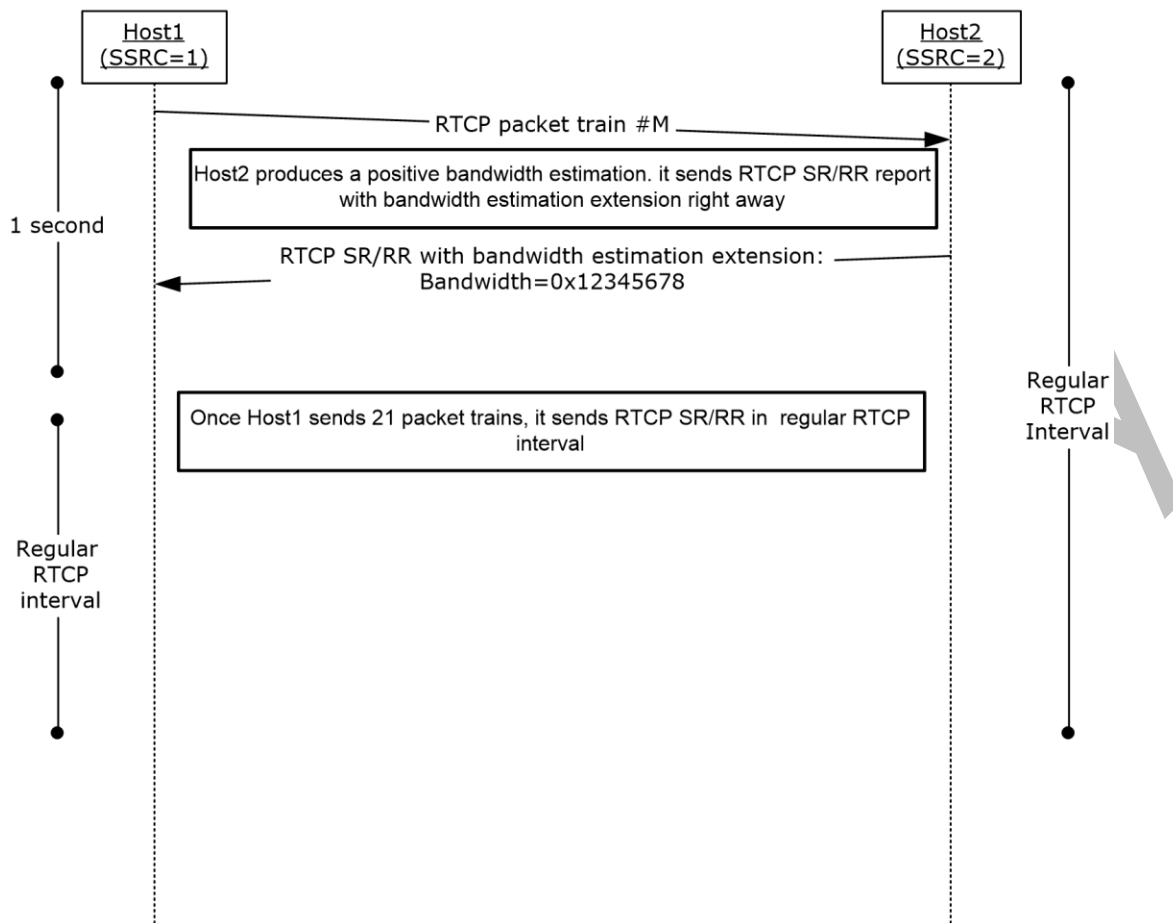 Host1
(SSRC=1)
Host2
(SSRC=2)
RTCP packet train #M
Host2 produces a positive bandwidth estimation. it sends RTCP SR/RR report
with bandwidth estimation extension right away
1 second
RTCP SR/RR with bandwidth estimation extension:
Bandwidth=0x12345678
Regular
RTCP
Interval
Once Host1 sends 21 packet trains, it sends RTCP SR/RR in regular RTCP
interval
Regular
RTCP
interval